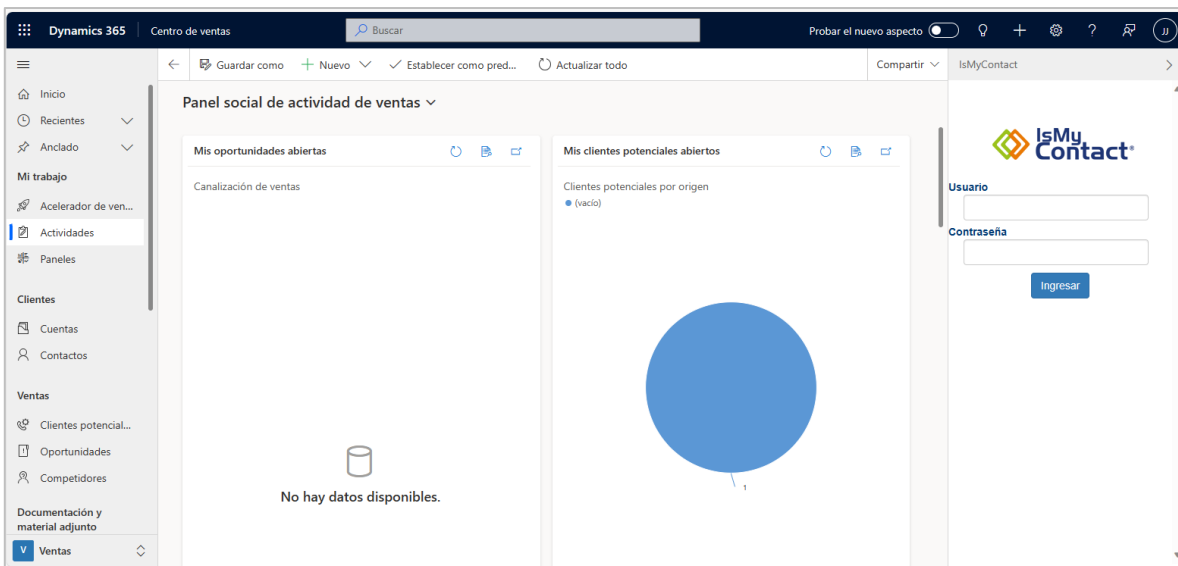 Dynamics 365
Centro de ventas
Buscar
Probar el nuevo aspecto
JJ
Guardar como
Nuevo
Establecer como pred...
Actualizar todo
Compartir
IsMyContact
Inicio
Recientes
Anclado
Mi trabajo
Acelerador de ven...
Actividades
Paneles
Clientes
Cuentas
Contactos
Ventas
Clientes potencial...
Oportunidades
Competidores
Documentación y
material adjunto
V Ventas
Panel social de actividad de ventas
Mis oportunidades abiertas
Canalización de ventas
No hay datos disponibles.
Mis clientes potenciales abiertos
Clientes potenciales por origen
(vacío)
1
IsMy
Contact®
Usuario
Contraseña
Ingresar